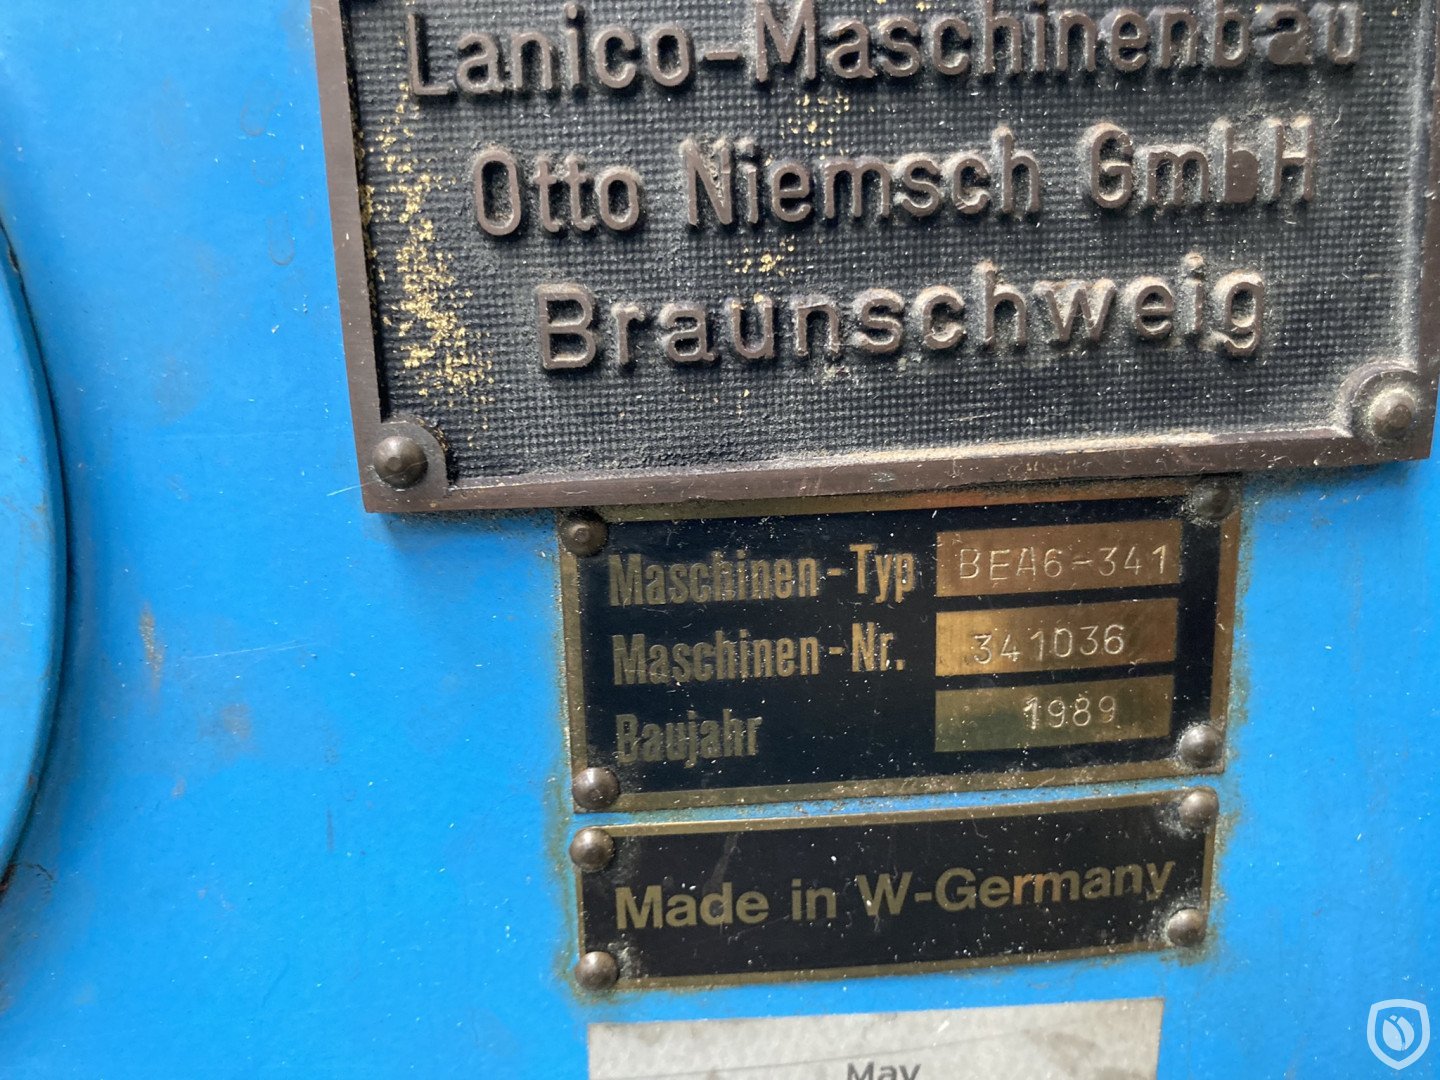 Lanico-Maschinenbau
Otto Niemsch GmbH
Braunschweig
Maschinen-Typ BEA6-341
Maschinen-Nr. 341036
Baujahr 1989
Made in W-Germany
May